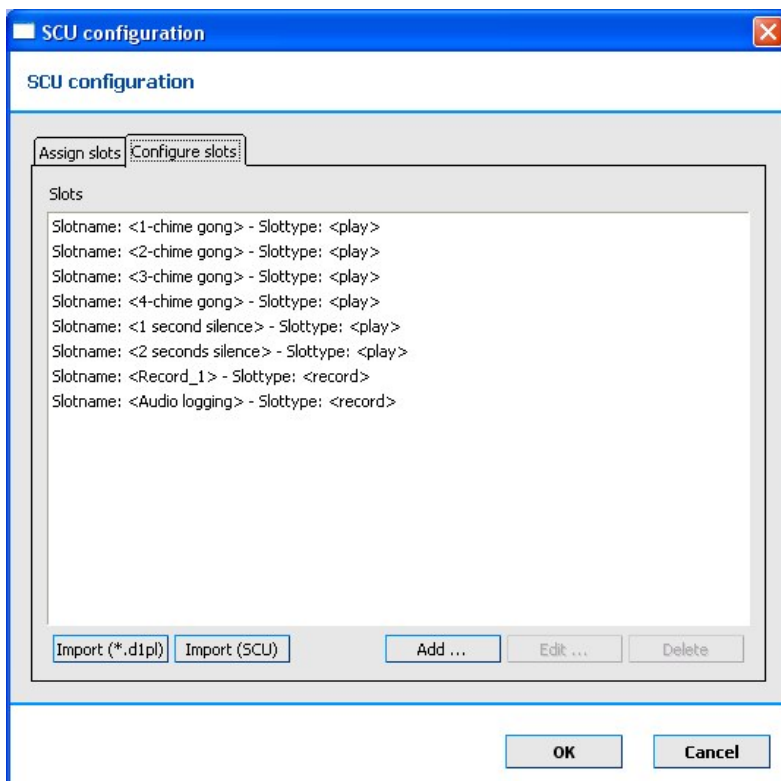 SCU configuration
SCU configuration
Assign slots
Configure slots
Slots
Slotname: <1-chime gong> - Slottype: <play>
Slotname: <2-chime gong> - Slottype: <play>
Slotname: <3-chime gong> - Slottype: <play>
Slotname: <4-chime gong> - Slottype: <play>
Slotname: <1 second silence> - Slottype: <play>
Slotname: <2 seconds silence> - Slottype: <play>
Slotname: <Record_1> - Slottype: <record>
Slotname: <Audio logging> - Slottype: <record>
Import (*.d1pl)
Import (SCU)
Add ...
Edit ...
Delete
OK
Cancel